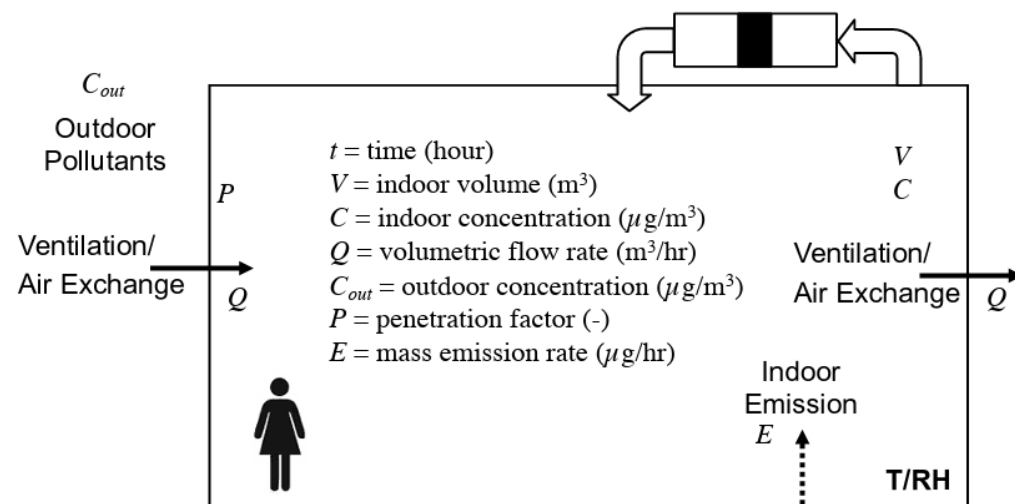 C_out
Outdoor
Pollutants
P
Ventilation/
Air Exchange
Q
t = time (hour)
V = indoor volume (m³)
C = indoor concentration (μg/m³)
Q = volumetric flow rate (m³/hr)
C_out = outdoor concentration (μg/m³)
P = penetration factor (-)
E = mass emission rate (μg/hr)
V
C
Ventilation/
Air Exchange
Q
Indoor
Emission
E
T/RH